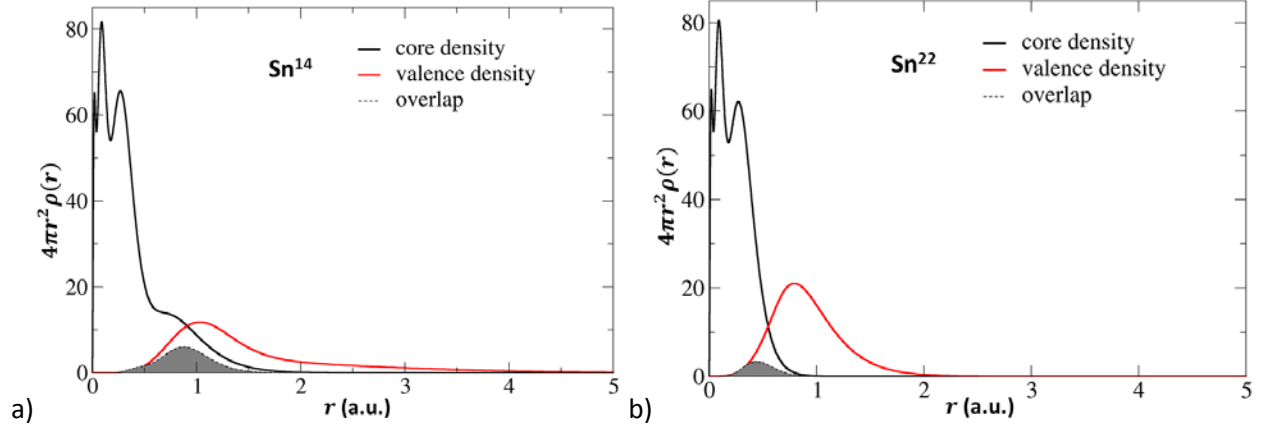 80
60
40
20
0
4πr²ρ(r)
Sn¹⁴
core density
valence density
overlap
0 1 2 3 4 5
r (a.u.)
a)
80
60
40
20
0
4πr²ρ(r)
Sn²²
core density
valence density
overlap
0 1 2 3 4 5
r (a.u.)
b)